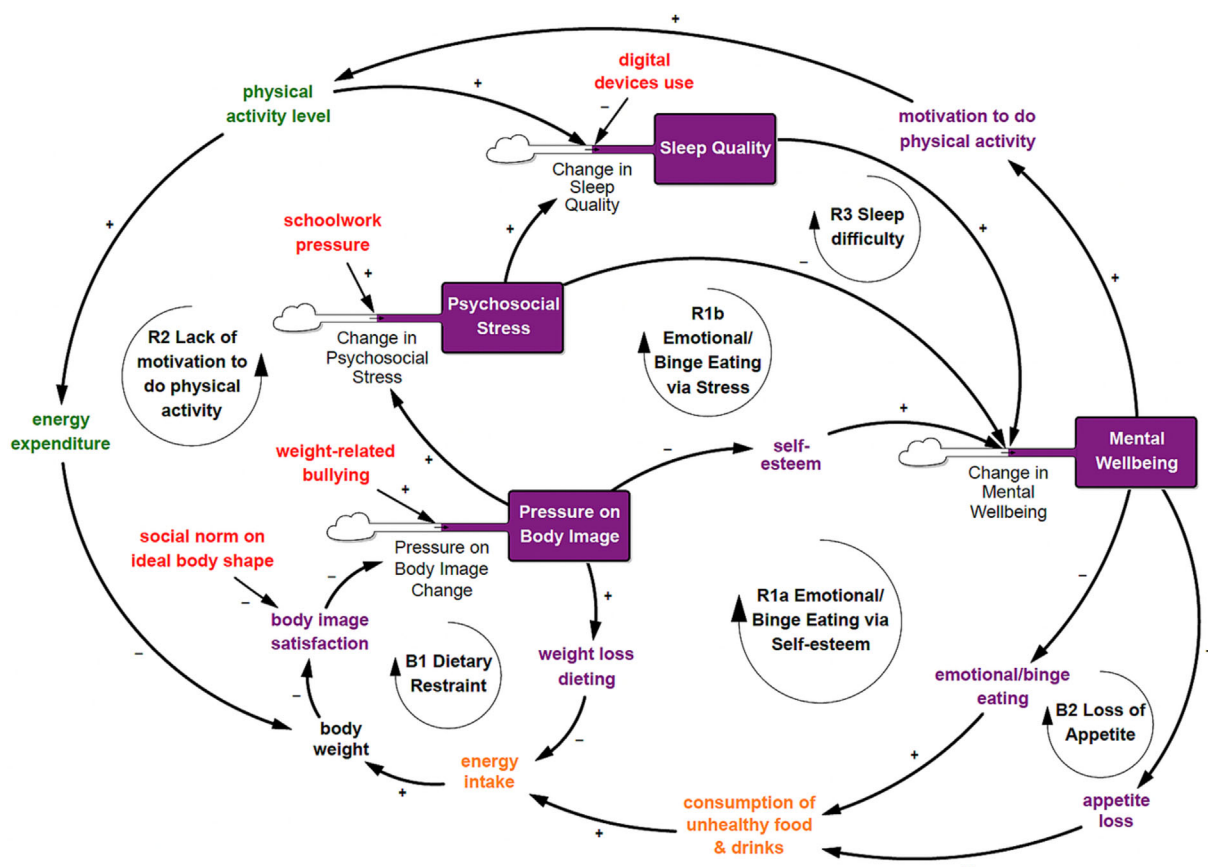 +
digital
devices use
physical
activity level
+
–
motivation to do
physical activity
Sleep Quality
Change in
Sleep
Quality
+
schoolwork
pressure
+
R3 Sleep
difficulty
+
+
–
+
Psychosocial
Stress
Change in
Psychosocial
Stress
R1b
Emotional/
Binge Eating
via Stress
R2 Lack of
motivation to
do physical
activity
energy
expenditure
+
self-
esteem
+
–
Mental
Wellbeing
Change in
Mental
Wellbeing
weight-related
bullying
+
Pressure on
Body Image
Pressure on
Body Image
Change
social norm on
ideal body shape
–
–
body image
satisfaction
+
–
R1a Emotional/
Binge Eating via
Self-esteem
B1 Dietary
Restraint
weight loss
dieting
–
–
emotional/binge
eating
–
B2 Loss of
Appetite
body
weight
–
energy
intake
+
+
consumption of
unhealthy food
& drinks
+
appetite
loss